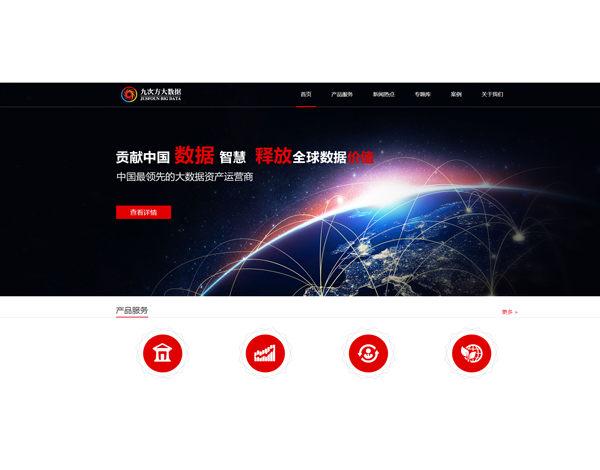 九次方大数据
JUSFOUN BIG DATA
首页 产品服务 新闻热点 专题库 案例 关于我们
贡献中国 数据 智慧 释放全球数据价值
中国最领先的大数据资产运营商
查看详情
产品服务
更多 >